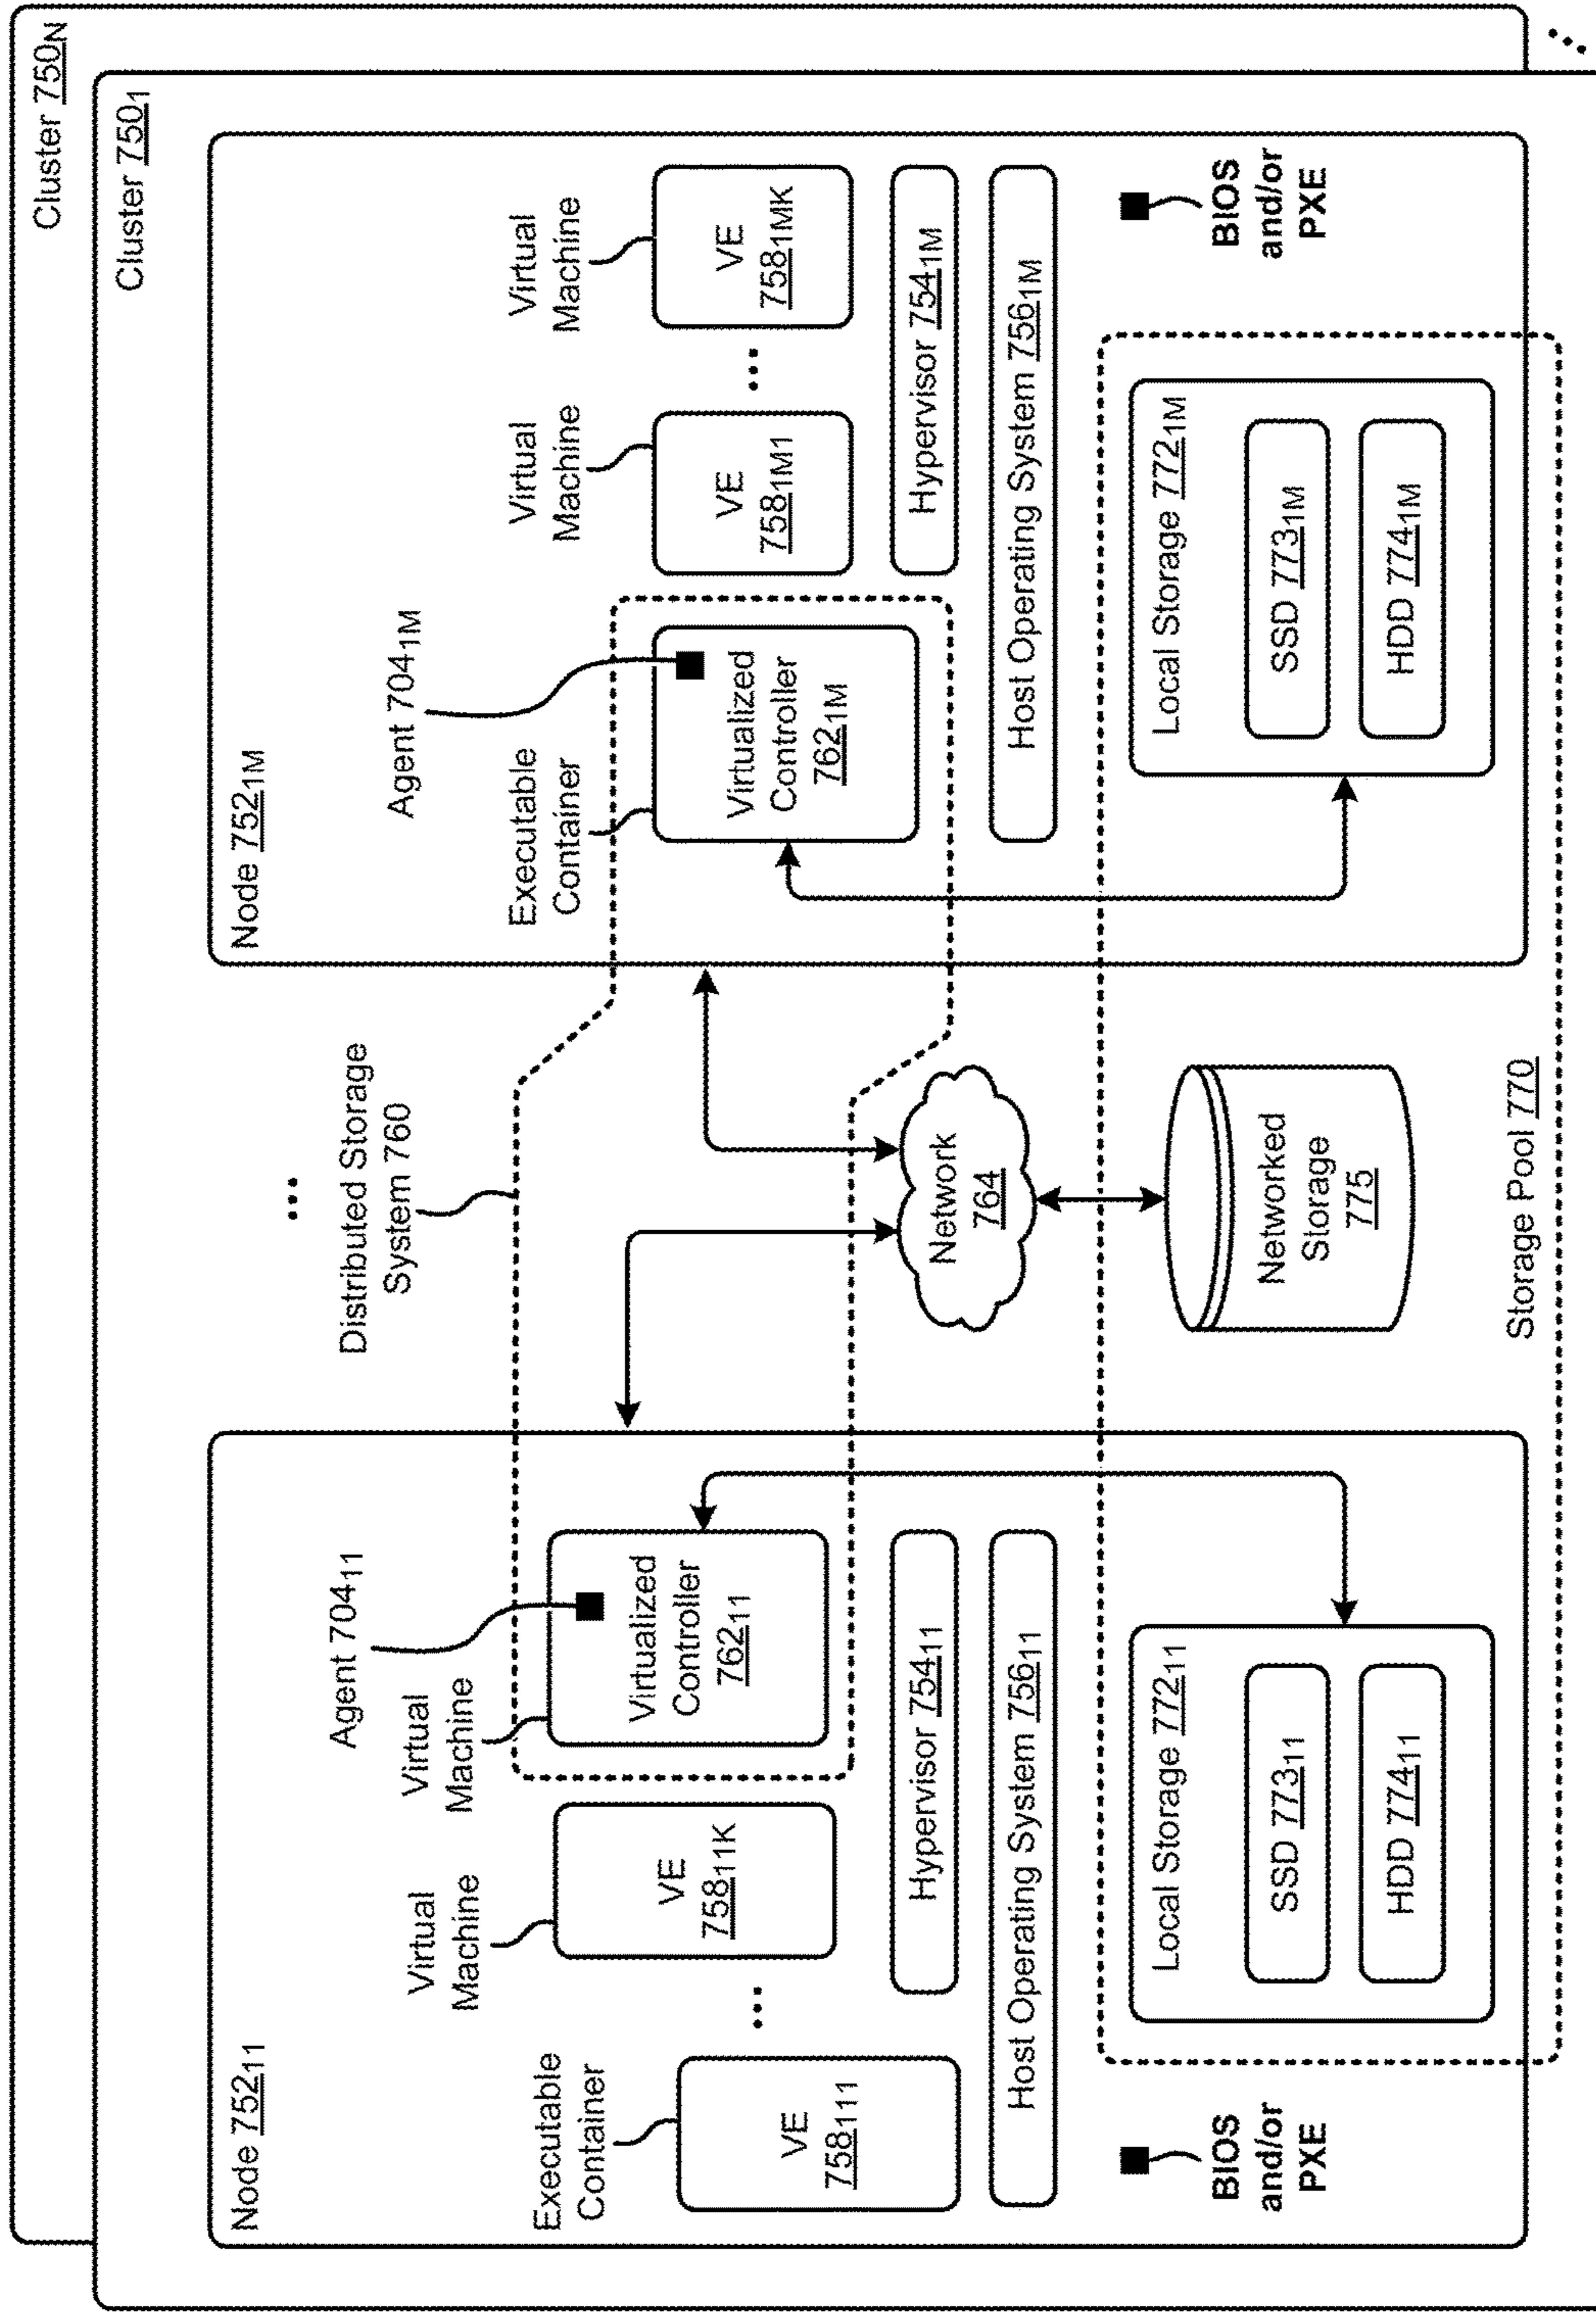 Cluster 750N
Cluster 7501
Node 75211
Agent 70411
Virtual
Machine
Virtual
Machine
Executable
Container
VE
758111
...
VE
75811K
Virtualized
Controller
76211
Hypervisor 75411
Host Operating System 75611
BIOS
and/or
PXE
Local Storage 77211
SSD 77311
HDD 77411
...
Distributed Storage
System 760
Network
764
Networked
Storage
775
Storage Pool 770
Node 7521M
Agent 7041M
Executable
Container
Virtual
Machine
Virtual
Machine
Virtualized
Controller
7621M
VE
7581M1
...
VE
7581MK
Hypervisor 7541M
Host Operating System 7561M
Local Storage 7721M
SSD 7731M
HDD 7741M
BIOS
and/or
PXE
...